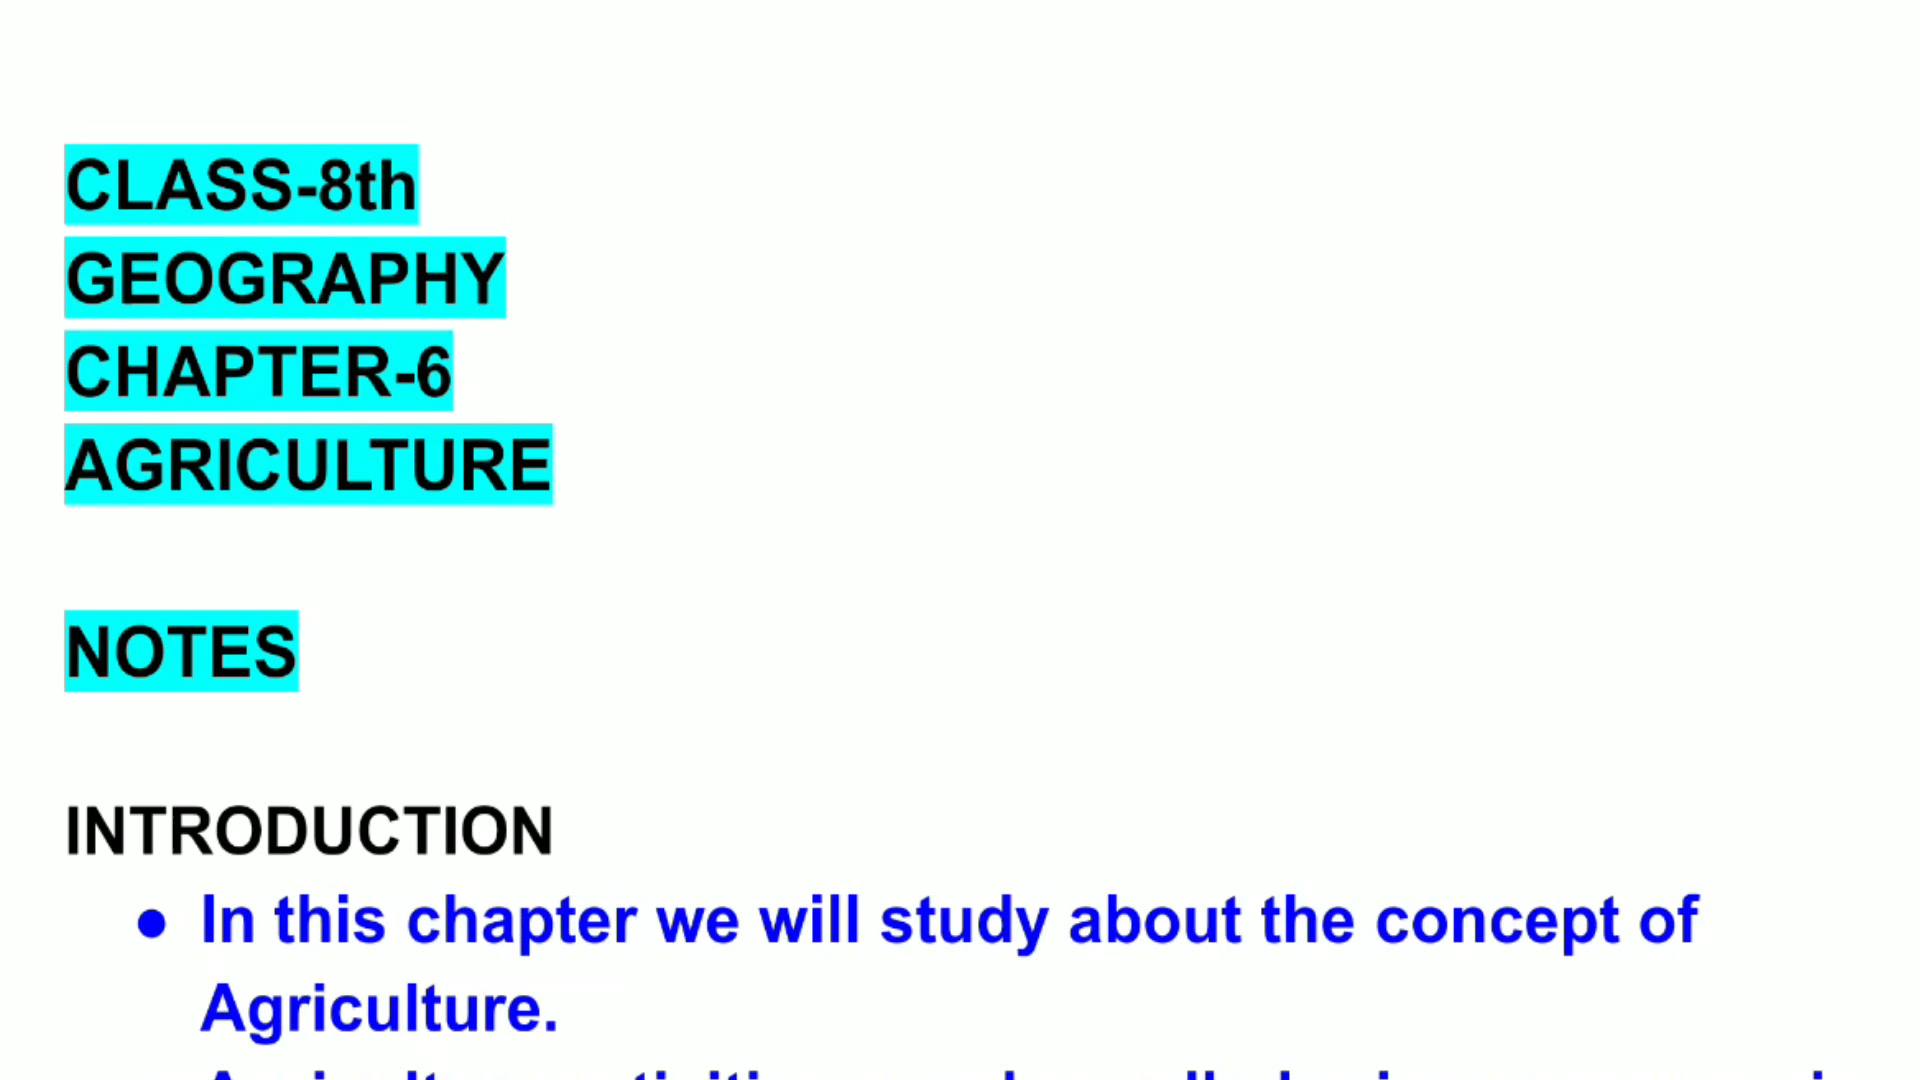 CLASS-8th
GEOGRAPHY
CHAPTER-6
AGRICULTURE
NOTES
INTRODUCTION
● In this chapter we will study about the concept of
Agriculture.